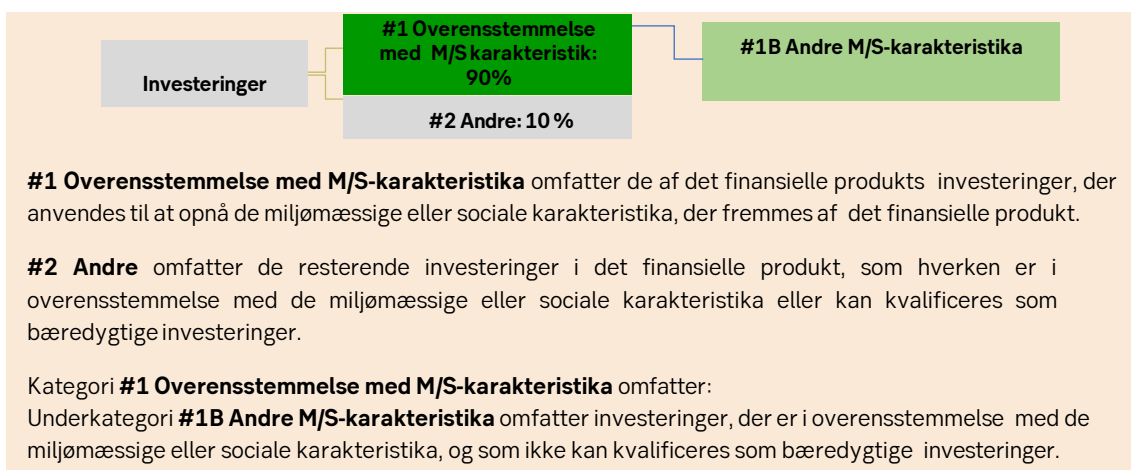 #1 Overensstemmelse
med M/S karakteristik:
90%
#1B Andre M/S-karakteristika
Investeringer
#2 Andre: 10 %
#1 Overensstemmelse med M/S-karakteristika omfatter de af det finansielle produkts investeringer, der
anvendes til at opnå de miljømæssige eller sociale karakteristika, der fremmes af det finansielle produkt.
#2 Andre omfatter de resterende investeringer i det finansielle produkt, som hverken er i
overensstemmelse med de miljømæssige eller sociale karakteristika eller kan kvalificeres som
bæredygtige investeringer.
Kategori #1 Overensstemmelse med M/S-karakteristika omfatter:
Underkategori #1B Andre M/S-karakteristika omfatter investeringer, der er i overensstemmelse med de
miljømæssige eller sociale karakteristika, og som ikke kan kvalificeres som bæredygtige investeringer.